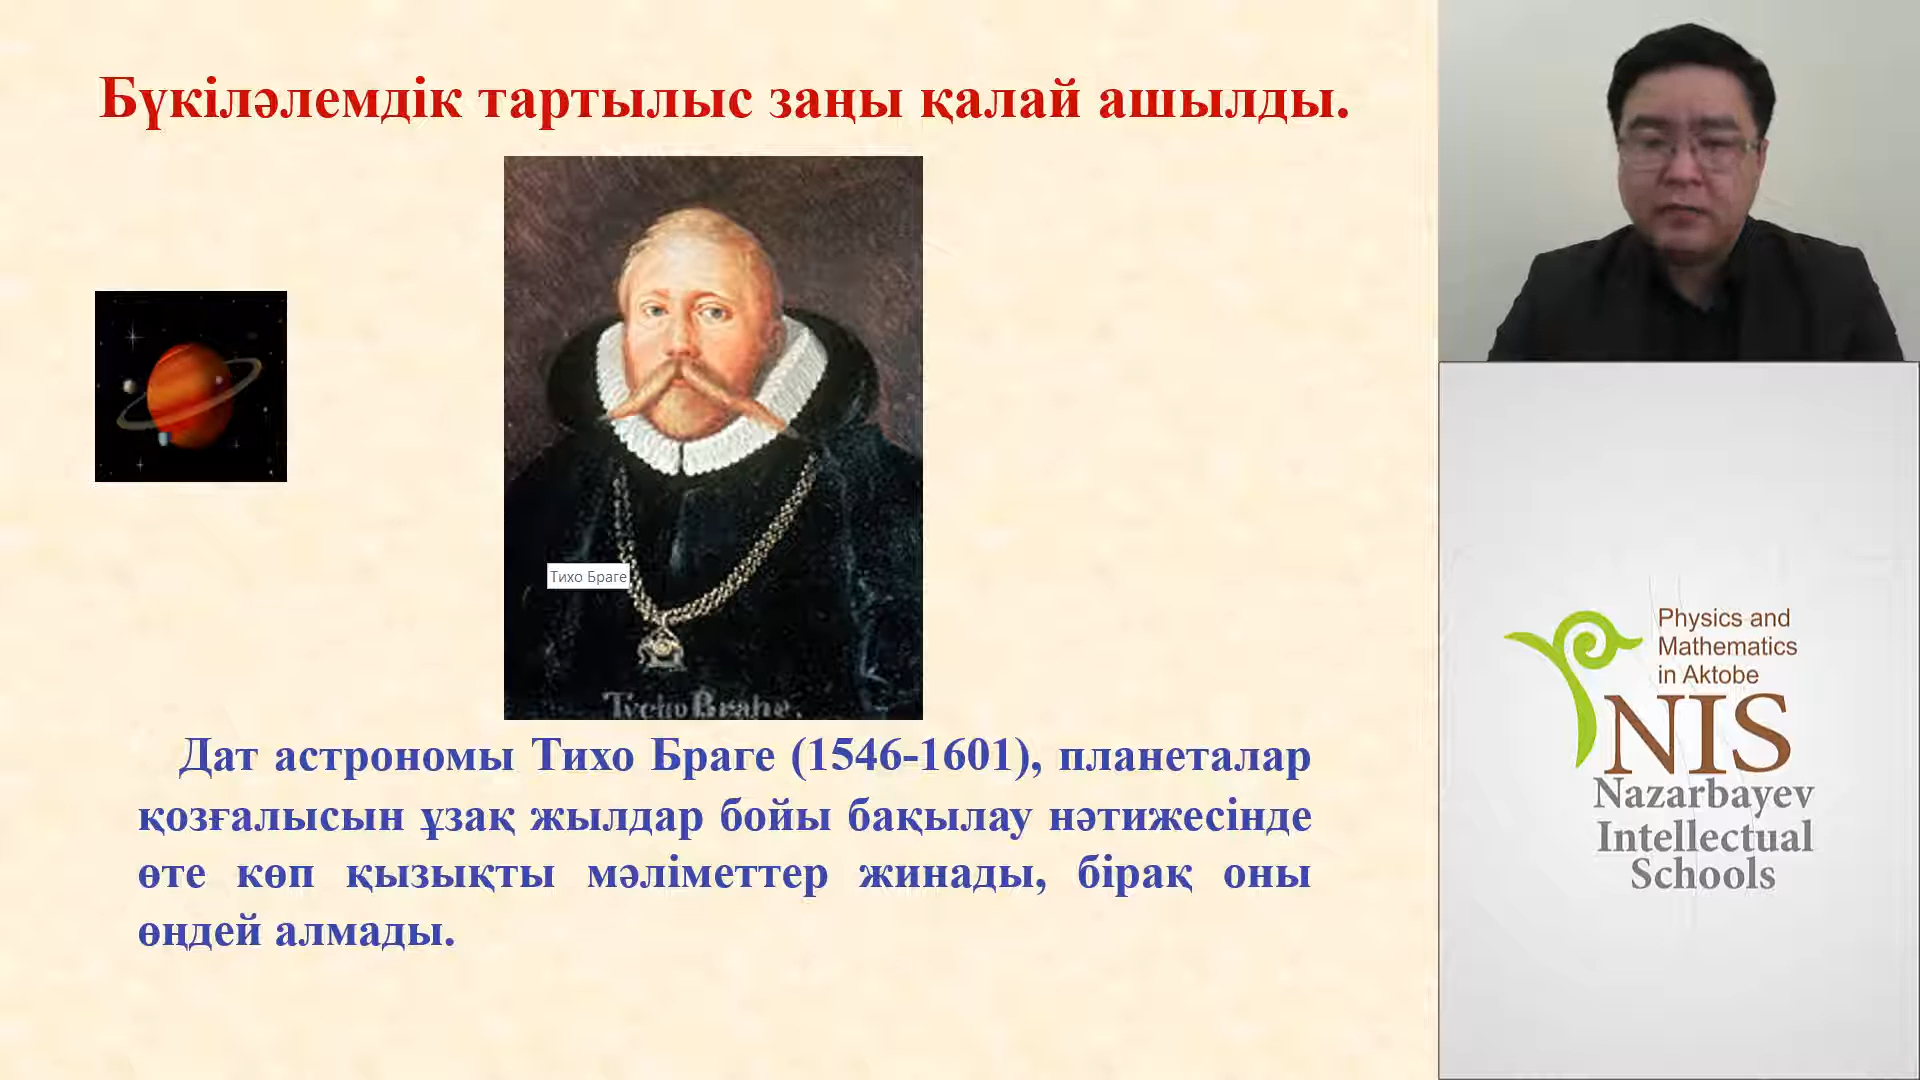 Бүкіләлемдік тартылыс заңы қалай ашылды.
Тихо Браге
Tycho Brahe.
Дат астрономы Тихо Браге (1546-1601), планеталар
қозғалысын ұзақ жылдар бойы бақылау нәтижесінде
өте көп қызықты мәліметтер жинады, бірақ оны
өңдей алмады.
Physics and
Mathematics
in Aktobe
NIS
Nazarbayev
Intellectual
Schools